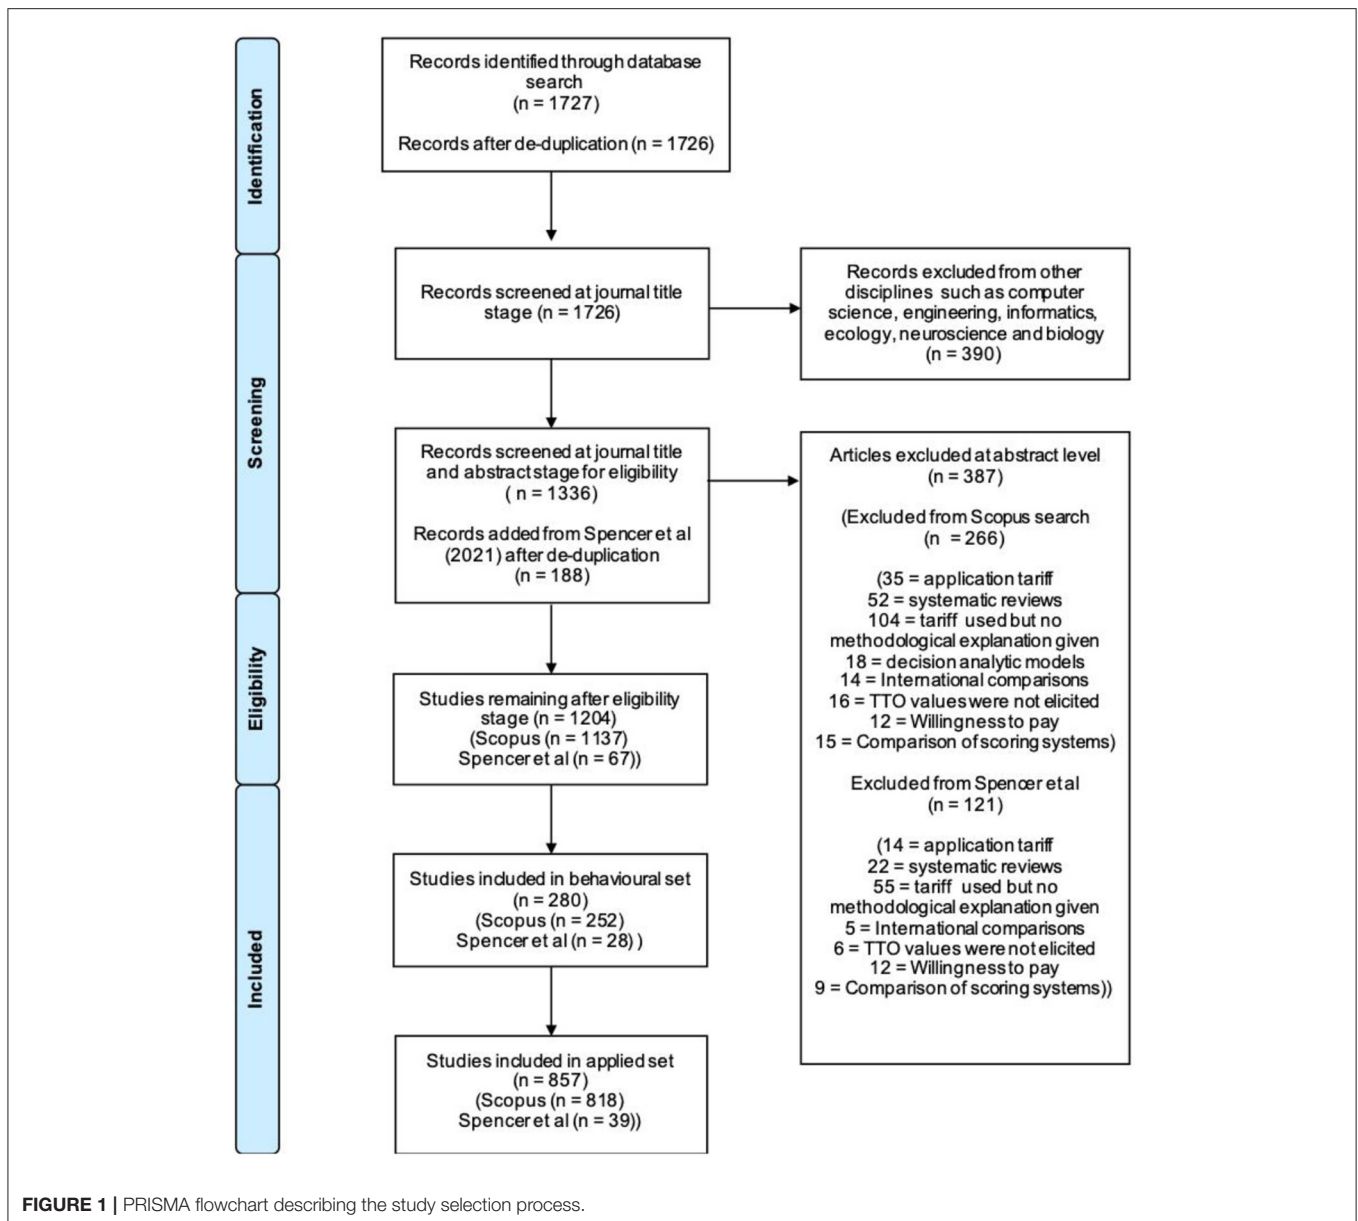 Identification
Records identified through database
search
(n = 1727)
Records after de-duplication (n = 1726)
Screening
Records screened at journal title
stage (n = 1726)
Records excluded from other
disciplines such as computer
science, engineering, informatics,
ecology, neuroscience and biology
(n = 390)
Records screened at journal title
and abstract stage for eligibility
( n = 1336)
Records added from Spencer et al
(2021) after de-duplication
(n = 188)
Articles excluded at abstract level
(n = 387)
(Excluded from Scopus search
(n = 266)
(35 = application tariff
52 = systematic reviews
104 = tariff used but no
methodological explanation given
18 = decision analytic models
14 = International comparisons
16 = TTO values were not elicited
12 = Willingness to pay
15 = Comparison of scoring systems)
Excluded from Spencer et al
(n = 121)
(14 = application tariff
22 = systematic reviews
55 = tariff used but no
methodological explanation given
5 = International comparisons
6 = TTO values were not elicited
12 = Willingness to pay
9 = Comparison of scoring systems))
Eligibility
Studies remaining after eligibility
stage (n = 1204)
(Scopus (n = 1137)
Spencer et al (n = 67))
Included
Studies included in behavioural set
(n = 280)
(Scopus (n = 252)
Spencer et al (n = 28) )
Studies included in applied set
(n = 857)
(Scopus (n = 818)
Spencer et al (n = 39))
FIGURE 1 | PRISMA flowchart describing the study selection process.